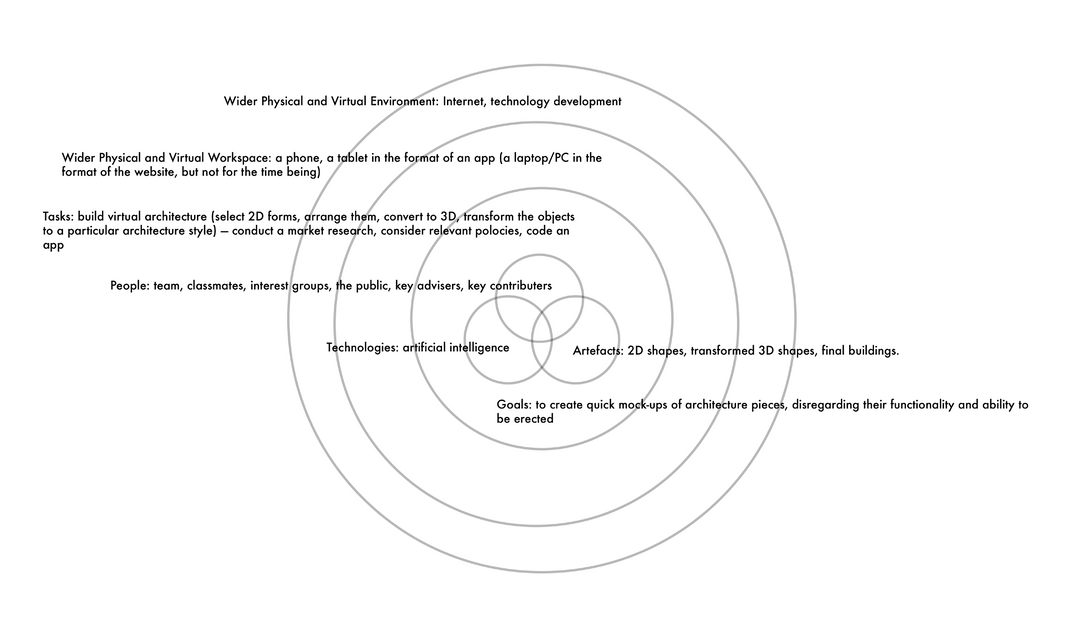 Wider Physical and Virtual Environment: Internet, technology development
Wider Physical and Virtual Workspace: a phone, a tablet in the format of an app (a laptop/PC in the
format of the website, but not for the time being)
Tasks: build virtual architecture (select 2D forms, arrange them, convert to 3D, transform the objects
to a particular architecture style) – conduct a market research, consider relevant polocies, code an
app
People: team, classmates, interest groups, the public, key advisers, key contributers
Technologies: artificial intelligence
Artefacts: 2D shapes, transformed 3D shapes, final buildings.
Goals: to create quick mock-ups of architecture pieces, disregarding their functionality and ability to
be erected